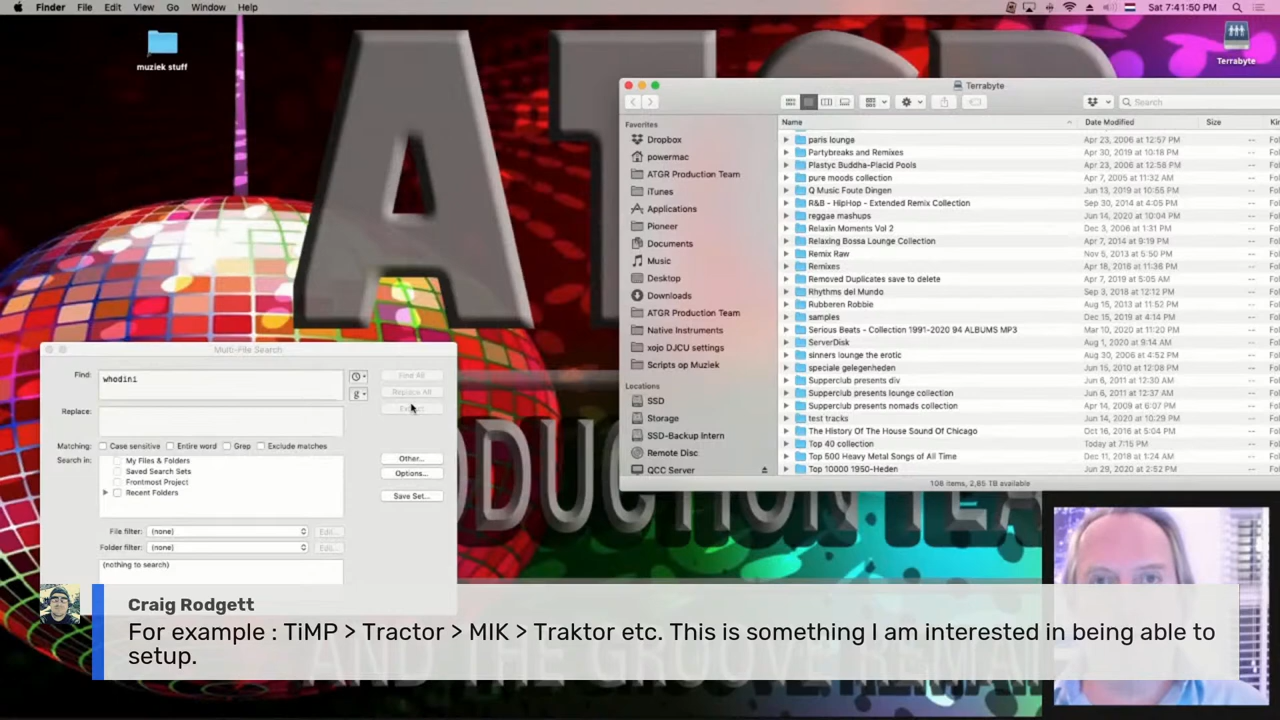 Finder File Edit View Go Window Help
Sat 7:41:50 PM
muziek stuff
Terrabyte
Terrabyte
Search
Favorites
Dropbox
powermac
ATGR Production Team
iTunes
Applications
Pioneer
Documents
Music
Desktop
Downloads
ATGR Production Team
Native Instruments
xojo DJCU settings
Scripts op Muziek
Locations
SSD
Storage
SSD-Backup Intern
Remote Disc
QCC Server
Name Date Modified Size
paris lounge Apr 23, 2006 at 12:57 PM --
Partybreaks and Remixes Apr 30, 2019 at 10:18 PM --
Plastyc Buddha-Placid Pools Apr 23, 2006 at 12:58 PM --
pure moods collection Apr 7, 2005 at 11:32 AM --
Q Music Foute Dingen Jun 13, 2019 at 10:55 PM --
R&B - HipHop - Extended Remix Collection Sep 30, 2014 at 4:05 PM --
reggae mashups Jun 14, 2020 at 10:04 PM --
Relaxin Moments Vol 2 Dec 3, 2006 at 1:31 PM --
Relaxing Bossa Lounge Collection Apr 7, 2014 at 9:19 PM --
Remix Raw Nov 5, 2013 at 5:50 PM --
Remixes Apr 18, 2016 at 11:36 PM --
Removed Duplicates save to delete Apr 7, 2019 at 5:05 AM --
Rhythms del Mundo Sep 3, 2018 at 12:12 PM --
Rubberen Robbie Aug 15, 2013 at 11:52 PM --
samples Dec 15, 2019 at 4:14 PM --
Serious Beats - Collection 1991-2020 94 ALBUMS MP3 Mar 10, 2020 at 11:20 PM --
ServerDisk Aug 1, 2020 at 9:14 AM --
sinners lounge the erotic Aug 30, 2006 at 4:52 PM --
speciale gelegenheden Jun 15, 2010 at 12:08 PM --
Supperclub presents div Jun 6, 2011 at 12:30 AM --
Supperclub presents lounge collection Jun 6, 2011 at 12:37 AM --
Supperclub presents nomads collection Apr 14, 2009 at 6:07 PM --
test tracks Jun 14, 2020 at 10:29 PM --
The History Of The House Sound Of Chicago Oct 16, 2016 at 5:04 PM --
Top 40 collection Today at 7:15 PM --
Top 500 Heavy Metal Songs of All Time Dec 11, 2018 at 1:24 AM --
Top 10000 1950-Heden Jun 29, 2020 at 2:52 PM --
108 items, 2,85 TB available
Multi-File Search
Find: whodini
Find All
Replace All
Replace:
Matching: Case sensitive Entire word Grep Exclude matches
Search in:
My Files & Folders
Saved Search Sets
Frontmost Project
Recent Folders
Other...
Options...
Save Set...
File filter: (none) Edit...
Folder filter: (none) Edit...
(nothing to search)
Craig Rodgett
For example : TiMP > Tractor > MIK > Traktor etc. This is something I am interested in being able to
setup.